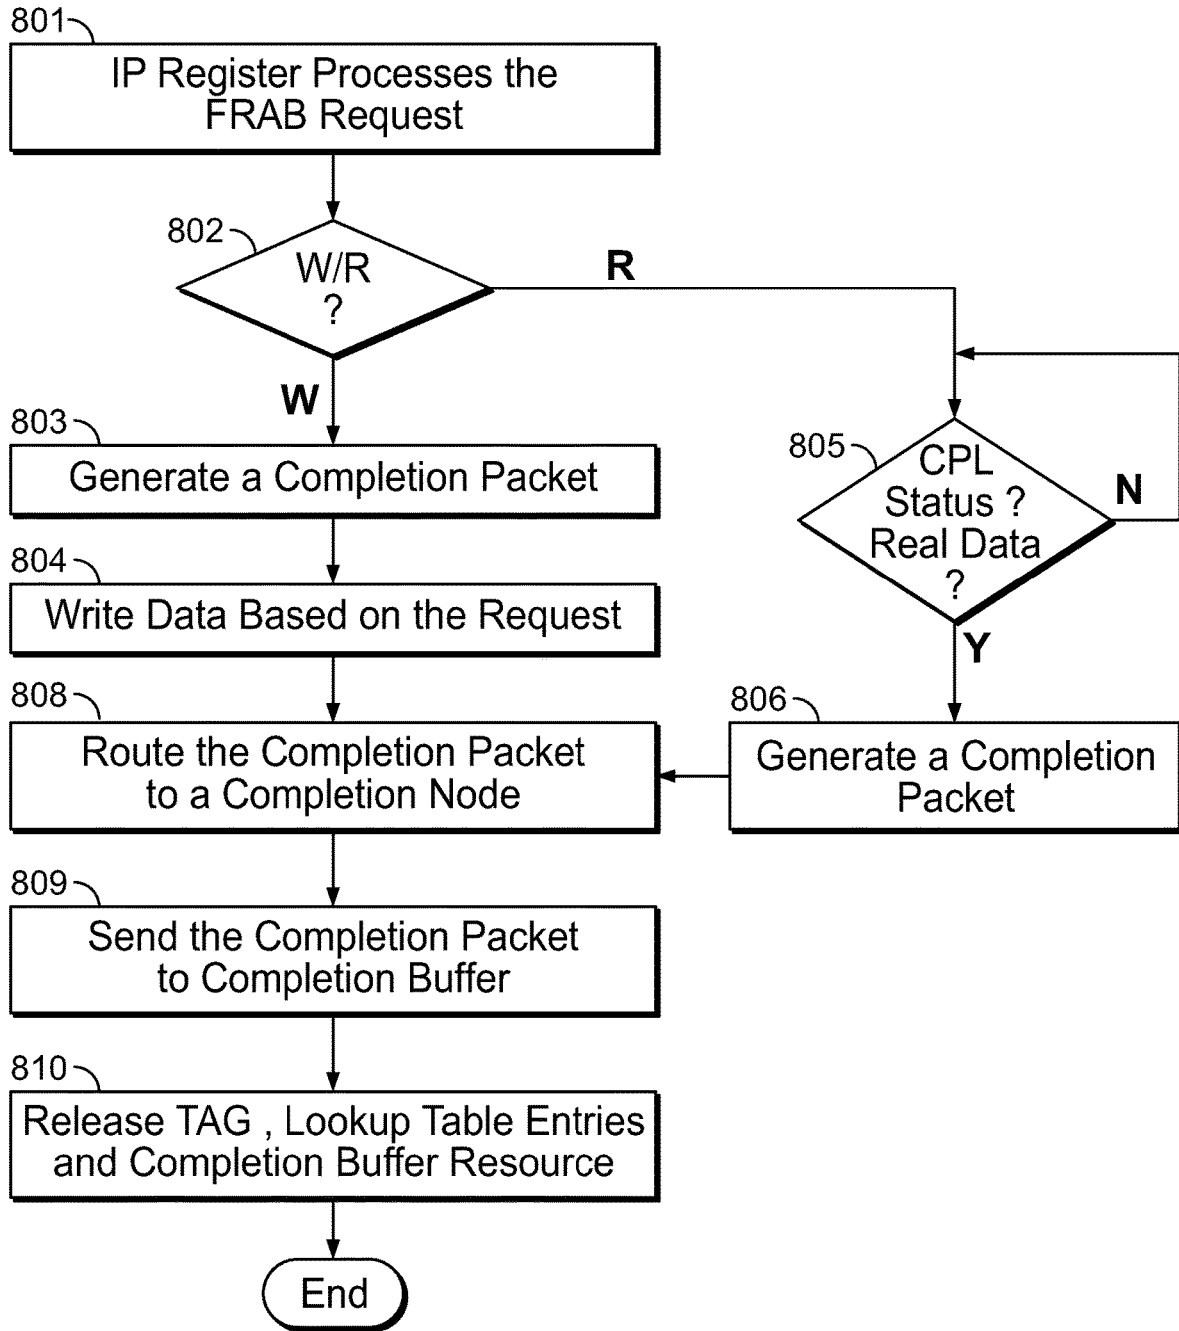 801
IP Register Processes the
FRAB Request
802
W/R
?
R
W
803
Generate a Completion Packet
804
Write Data Based on the Request
805
CPL
Status ?
Real Data
?
N
Y
806
Generate a Completion
Packet
808
Route the Completion Packet
to a Completion Node
809
Send the Completion Packet
to Completion Buffer
810
Release TAG , Lookup Table Entries
and Completion Buffer Resource
End